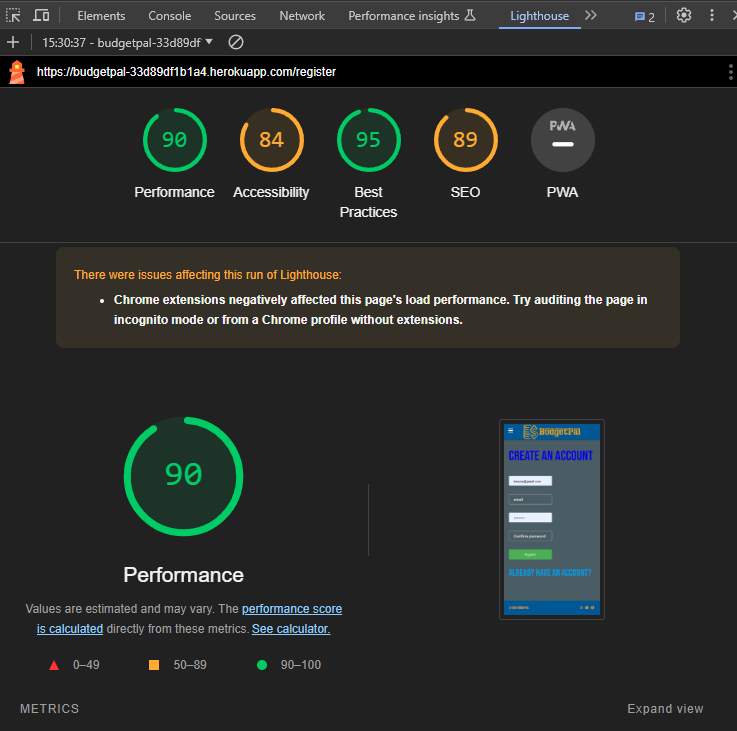 Elements Console Sources Network Performance insights Lighthouse 2
15:30:37 - budgetpal-33d89df
https://budgetpal-33d89df1b1a4.herokuapp.com/register
90 84 95 89 PWA
Performance Accessibility Best Practices SEO PWA
There were issues affecting this run of Lighthouse:
Chrome extensions negatively affected this page's load performance. Try auditing the page in
incognito mode or from a Chrome profile without extensions.
90
Performance
Values are estimated and may vary. The performance score
is calculated directly from these metrics. See calculator.
0–49 50–89 90–100
BudgetPal
CREATE AN ACCOUNT
email
Confirm password
Register
ALREADY HAVE AN ACCOUNT?
METRICS Expand view